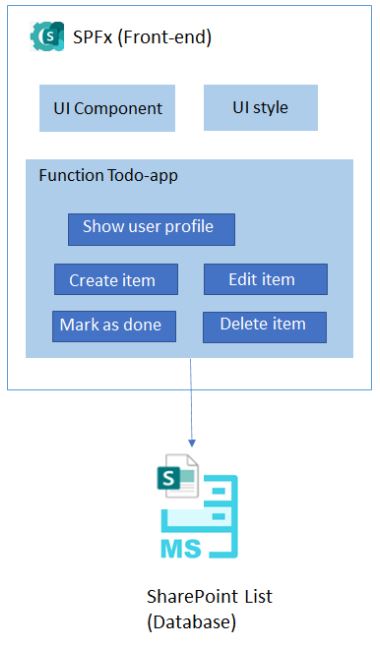 S
SPFx (Front-end)
UI Component
UI style
Function Todo-app
Show user profile
Create item
Edit item
Mark as done
Delete item
S
MS
SharePoint List
(Database)